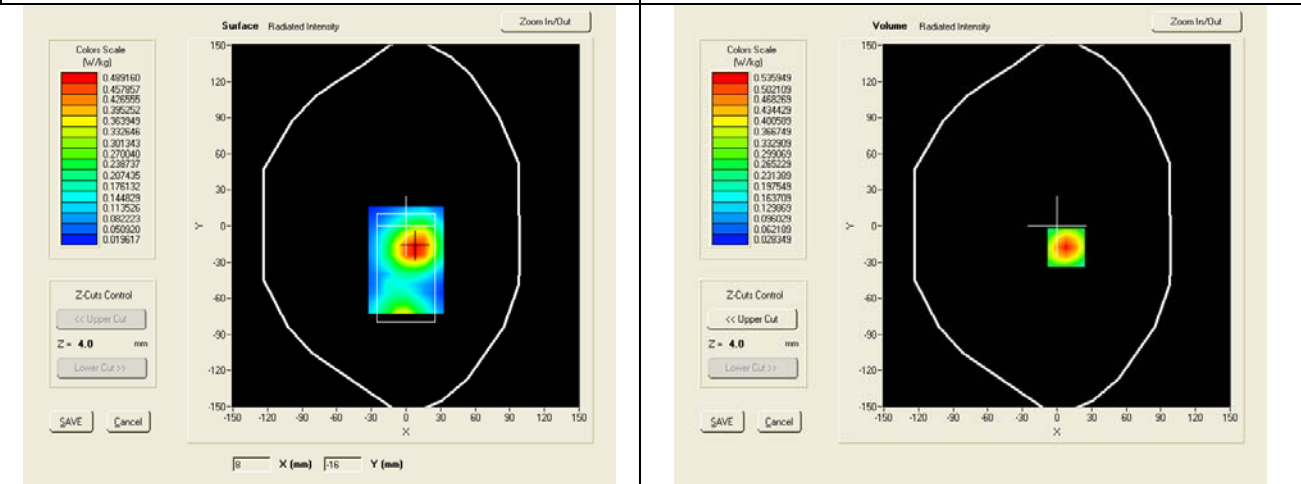 Surface Radiated Intensity
Zoom In/Out
Colors Scale
(W/kg)
0.489160
0.457857
0.426555
0.395252
0.363949
0.332646
0.301343
0.270040
0.238737
0.207435
0.176132
0.144829
0.113526
0.082223
0.050920
0.019617
Z-Cuts Control
<< Upper Cut
Z = 4.0 mm
Lower Cut >>
SAVE Cancel
Y
150
120
90
60
30
0
-30
-60
-90
-120
-150
-150 -120 -90 -60 -30 0 30 60 90 120 150
X
8 X (mm) -16 Y (mm)
Volume Radiated Intensity
Zoom In/Out
Colors Scale
(W/kg)
0.535949
0.502109
0.468269
0.434429
0.400589
0.366749
0.332909
0.299069
0.265229
0.231389
0.197549
0.163709
0.129869
0.096029
0.062189
0.028349
Z-Cuts Control
<< Upper Cut
Z = 4.0 mm
Lower Cut >>
SAVE Cancel
Y
150
120
90
60
30
0
-30
-60
-90
-120
-150
-150 -120 -90 -60 -30 0 30 60 90 120 150
X